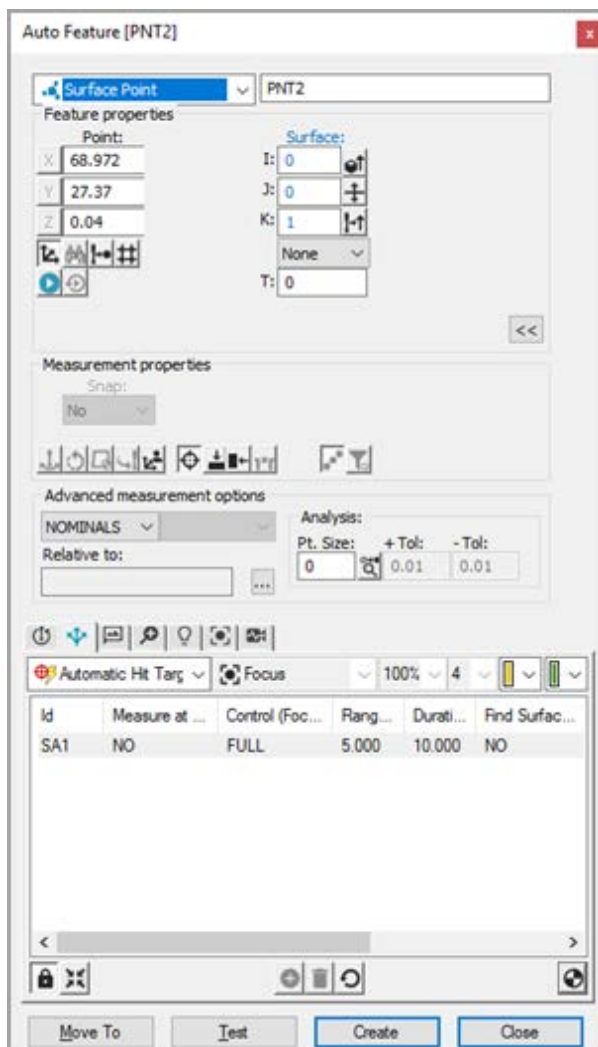 Auto Feature [PNT2]
x
Surface Point PNT2
Feature properties
Point: Surface:
X 68.972 I: 0
Y 27.37 J: 0
Z 0.04 K: 1
None
T: 0
<<
Measurement properties
Snap:
No
Advanced measurement options
NOMINALS
Analysis:
Pt. Size: + Tol: - Tol:
Relative to:
0 0.01 0.01
...
Automatic Hit Targ Focus 100% 4
Id Measure at ... Control (Foc... Rang... Durati... Find Surfac...
SA1 NO FULL 5.000 10.000 NO
< >
Move To Test Create Close